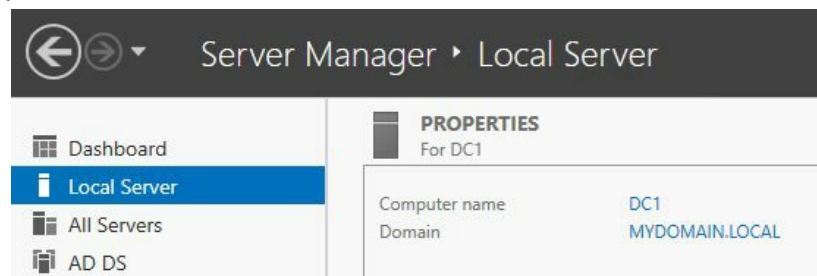 Server Manager ‣ Local Server
Dashboard
Local Server
All Servers
AD DS
PROPERTIES
For DC1
Computer name DC1
Domain MYDOMAIN.LOCAL